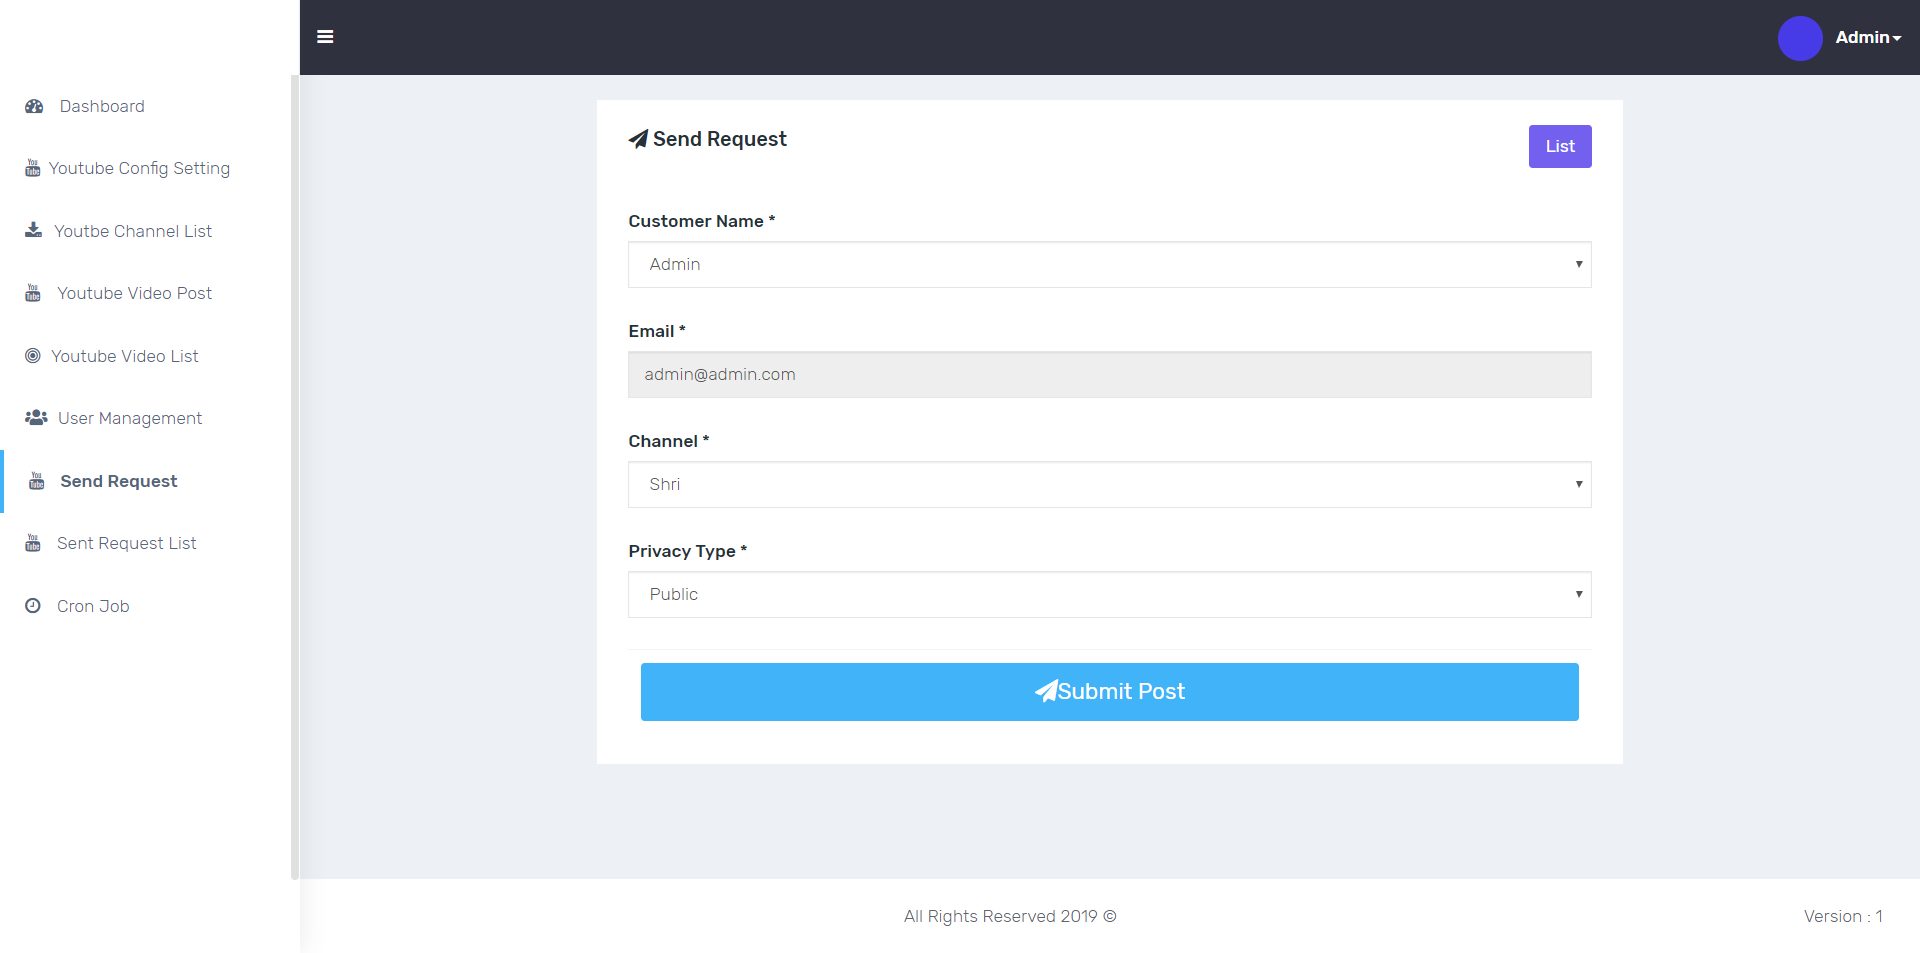 Admin
Dashboard
Youtube Config Setting
Youtbe Channel List
Youtube Video Post
Youtube Video List
User Management
Send Request
Sent Request List
Cron Job
Send Request
List
Customer Name *
Admin
Email *
admin@admin.com
Channel *
Shri
Privacy Type *
Public
Submit Post
All Rights Reserved 2019 ©
Version : 1